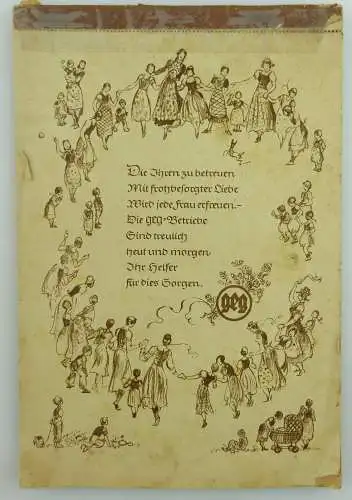 Die Ihren zu betreuen
Mit frohbesorgter Liebe
Wird jede Frau erfreuen.-
Die GEG-Betriebe
Sind treulich
heut und morgen
Ihr Helfer
für dies Sorgen.
GEG